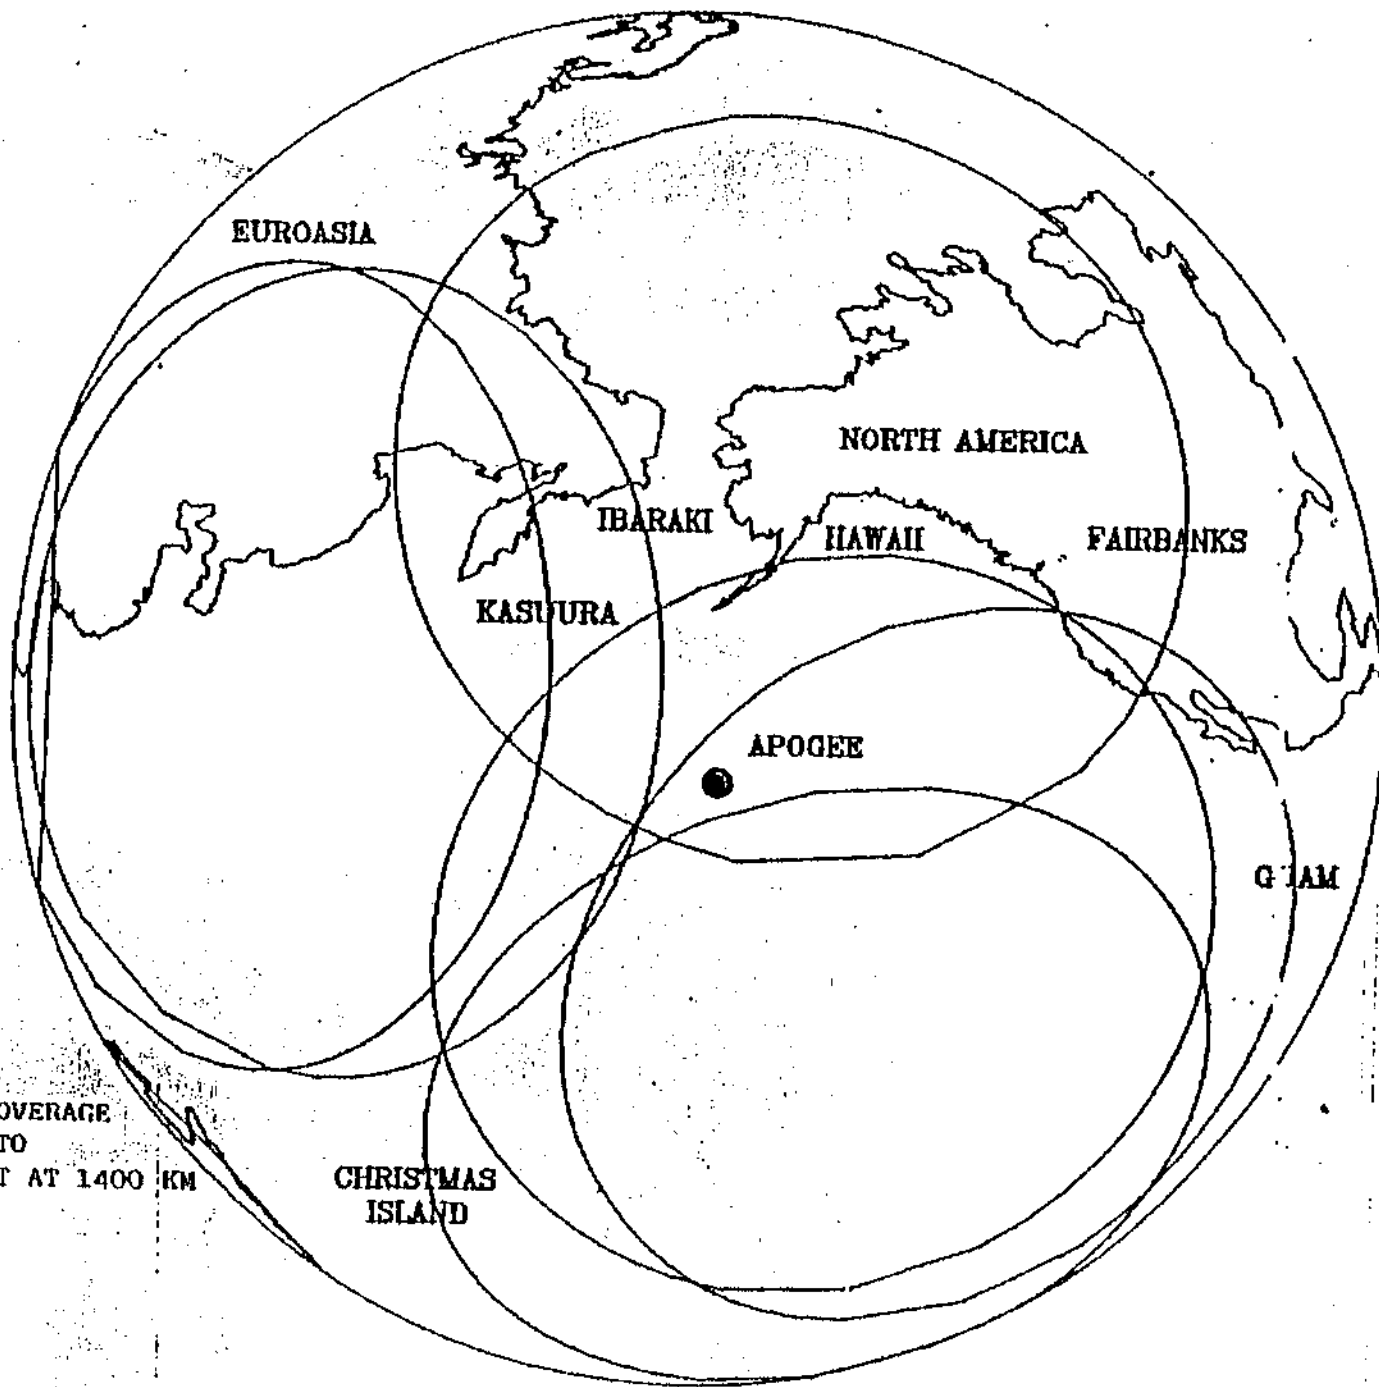 EUROASIA
NORTH AMERICA
IBARAKI
HAWAII
FAIRBANKS
KASUURA
APOGEE
OVERAGE
TO
T AT 1400 KM
CHRISTMAS
ISLAND